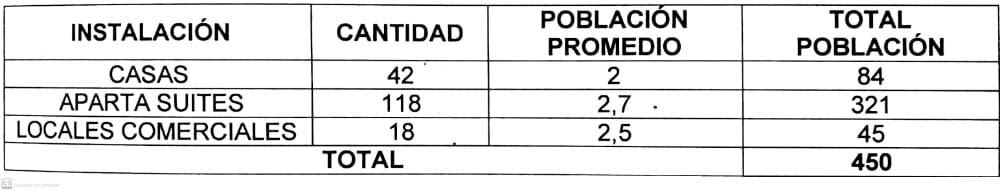 INSTALACIÓN CANTIDAD POBLACIÓN PROMEDIO TOTAL POBLACIÓN
CASAS 42 2 84
APARTA SUITES 118 2,7 321
LOCALES COMERCIALES 18 2,5 45
TOTAL 450
CS